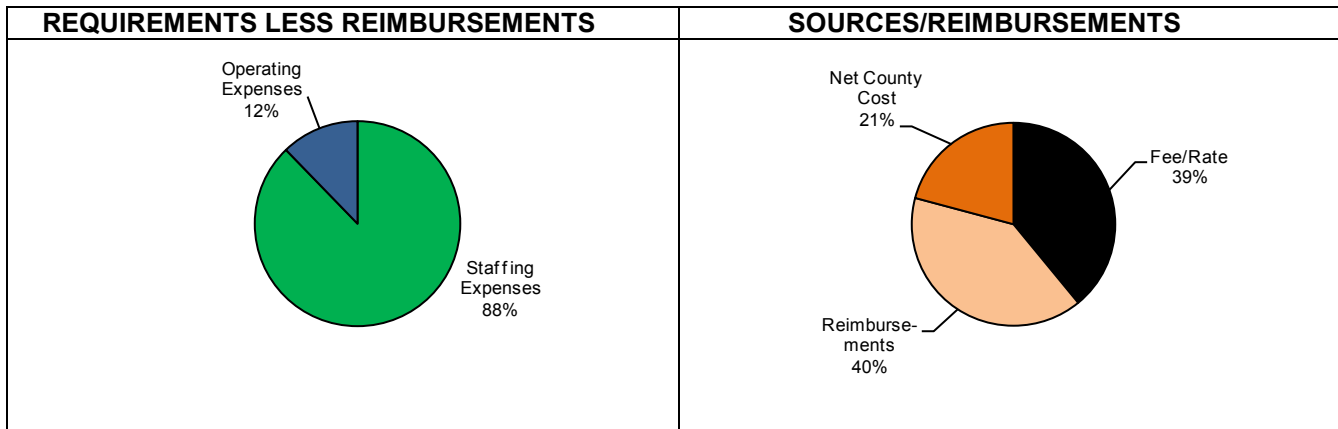 REQUIREMENTS LESS REIMBURSEMENTS
Operating
Expenses
12%
Staffing
Expenses
88%
SOURCES/REIMBURSEMENTS
Net County
Cost
21%
Fee/Rate
39%
Reimburse-
ments
40%